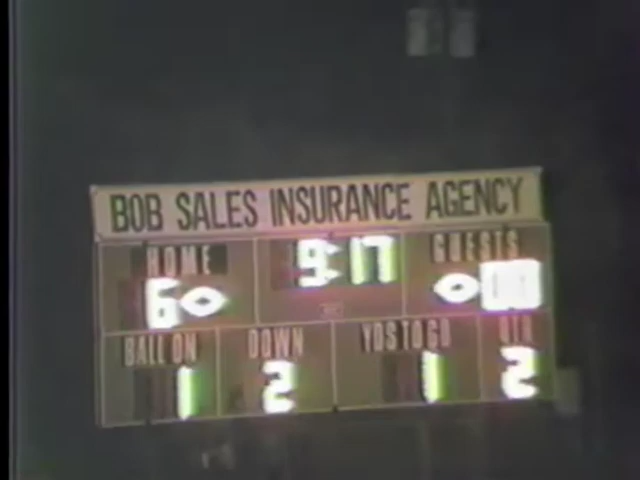 BOB SALES INSURANCE AGENCY
HOME 9:17 GUESTS
6 00
BALL ON DOWN YDS TO GO QTR
1 2 1 2